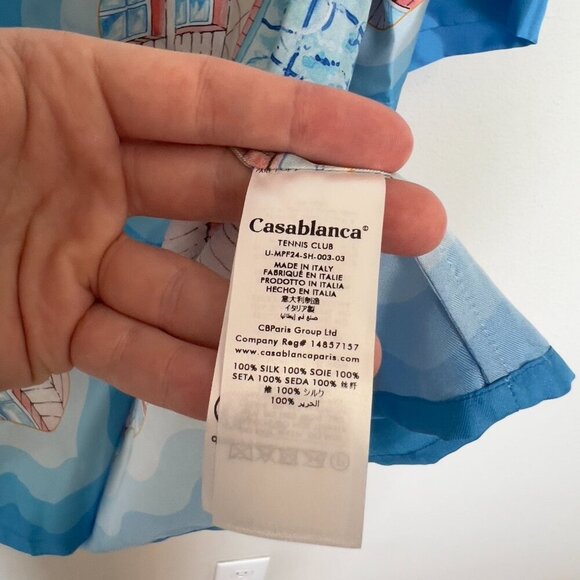 Casablanca©
TENNIS CLUB
U-MPF24-SH-003-03
MADE IN ITALY
FABRIQUÉ EN ITALIE
PRODOTTO IN ITALIA
HECHO EN ITALIA
意大利制造
イタリア製
صنع في إيطاليا
CBParis Group Ltd
Company Reg# 14857157
www.casablancaparis.com
100% SILK 100% SOIE 100%
SETA 100% SEDA 100% 丝纤
维 100% シルク
100% الحرير